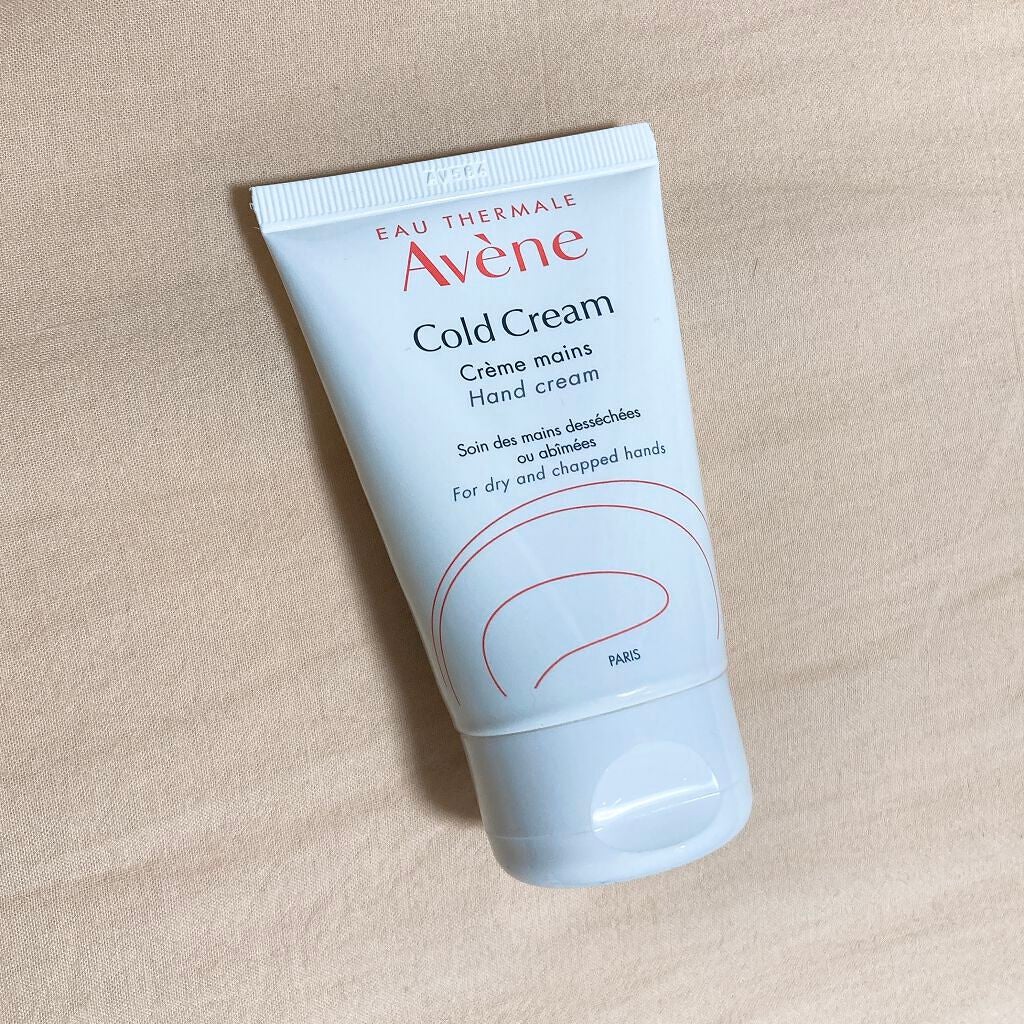 AV564
EAU THERMALE
Avène
Cold Cream
Crème mains
Hand cream
Soin des mains desséchées
ou abîmées
For dry and chapped hands
PARIS